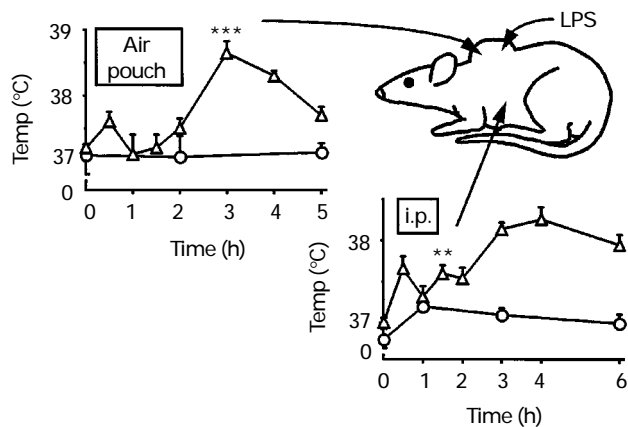 39
38
37
0
Temp (°C)
Air
pouch
***
0 1 2 3 4 5
Time (h)
LPS
38
37
0
Temp (°C)
i.p.
**
0 1 2 3 4 6
Time (h)